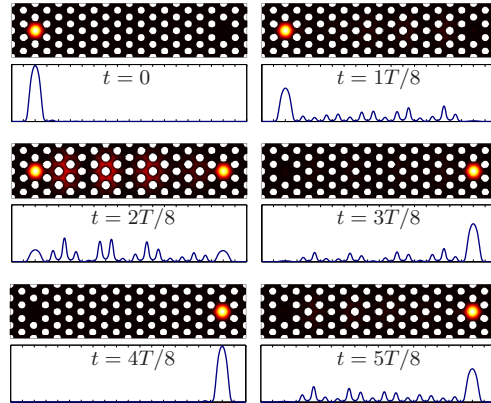 t = 0
t = 1T/8
t = 2T/8
t = 3T/8
t = 4T/8
t = 5T/8